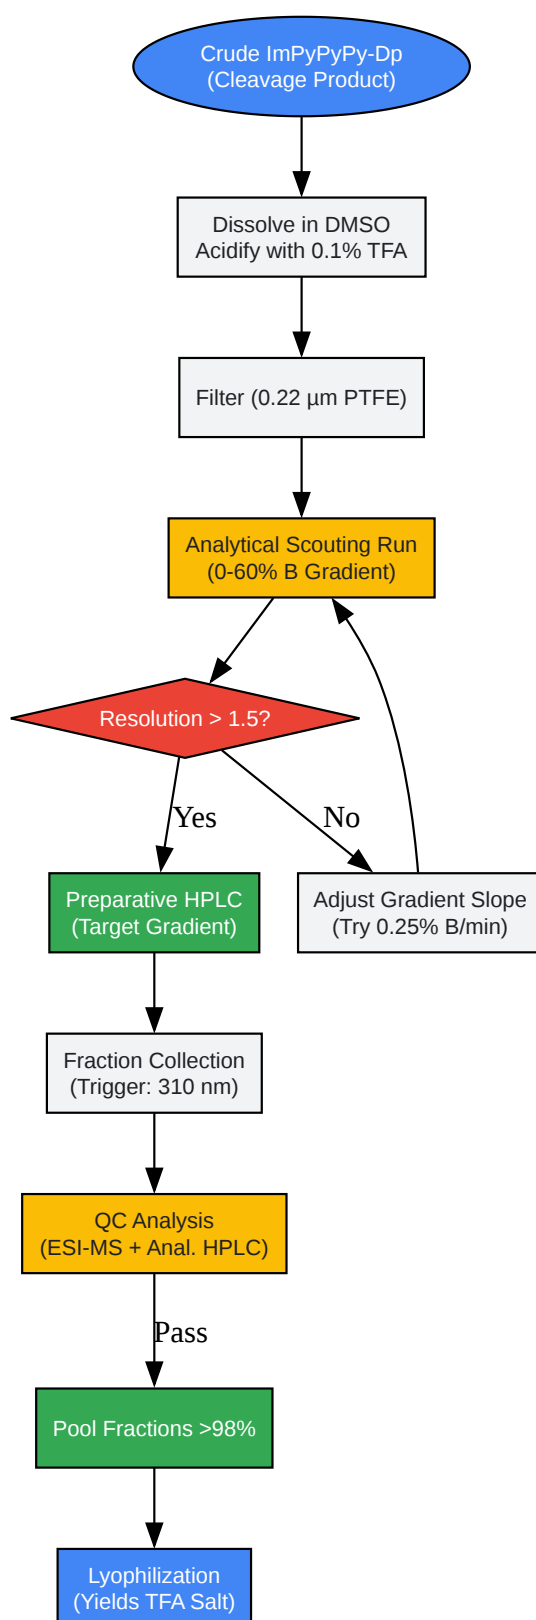 Crude ImPyPyPy-Dp
(Cleavage Product)
Dissolve in DMSO
Acidify with 0.1% TFA
Filter (0.22 µm PTFE)
Analytical Scouting Run
(0-60% B Gradient)
Resolution > 1.5?
Yes
No
Preparative HPLC
(Target Gradient)
Adjust Gradient Slope
(Try 0.25% B/min)
Fraction Collection
(Trigger: 310 nm)
QC Analysis
(ESI-MS + Anal. HPLC)
Pass
Pool Fractions >98%
Lyophilization
(Yields TFA Salt)